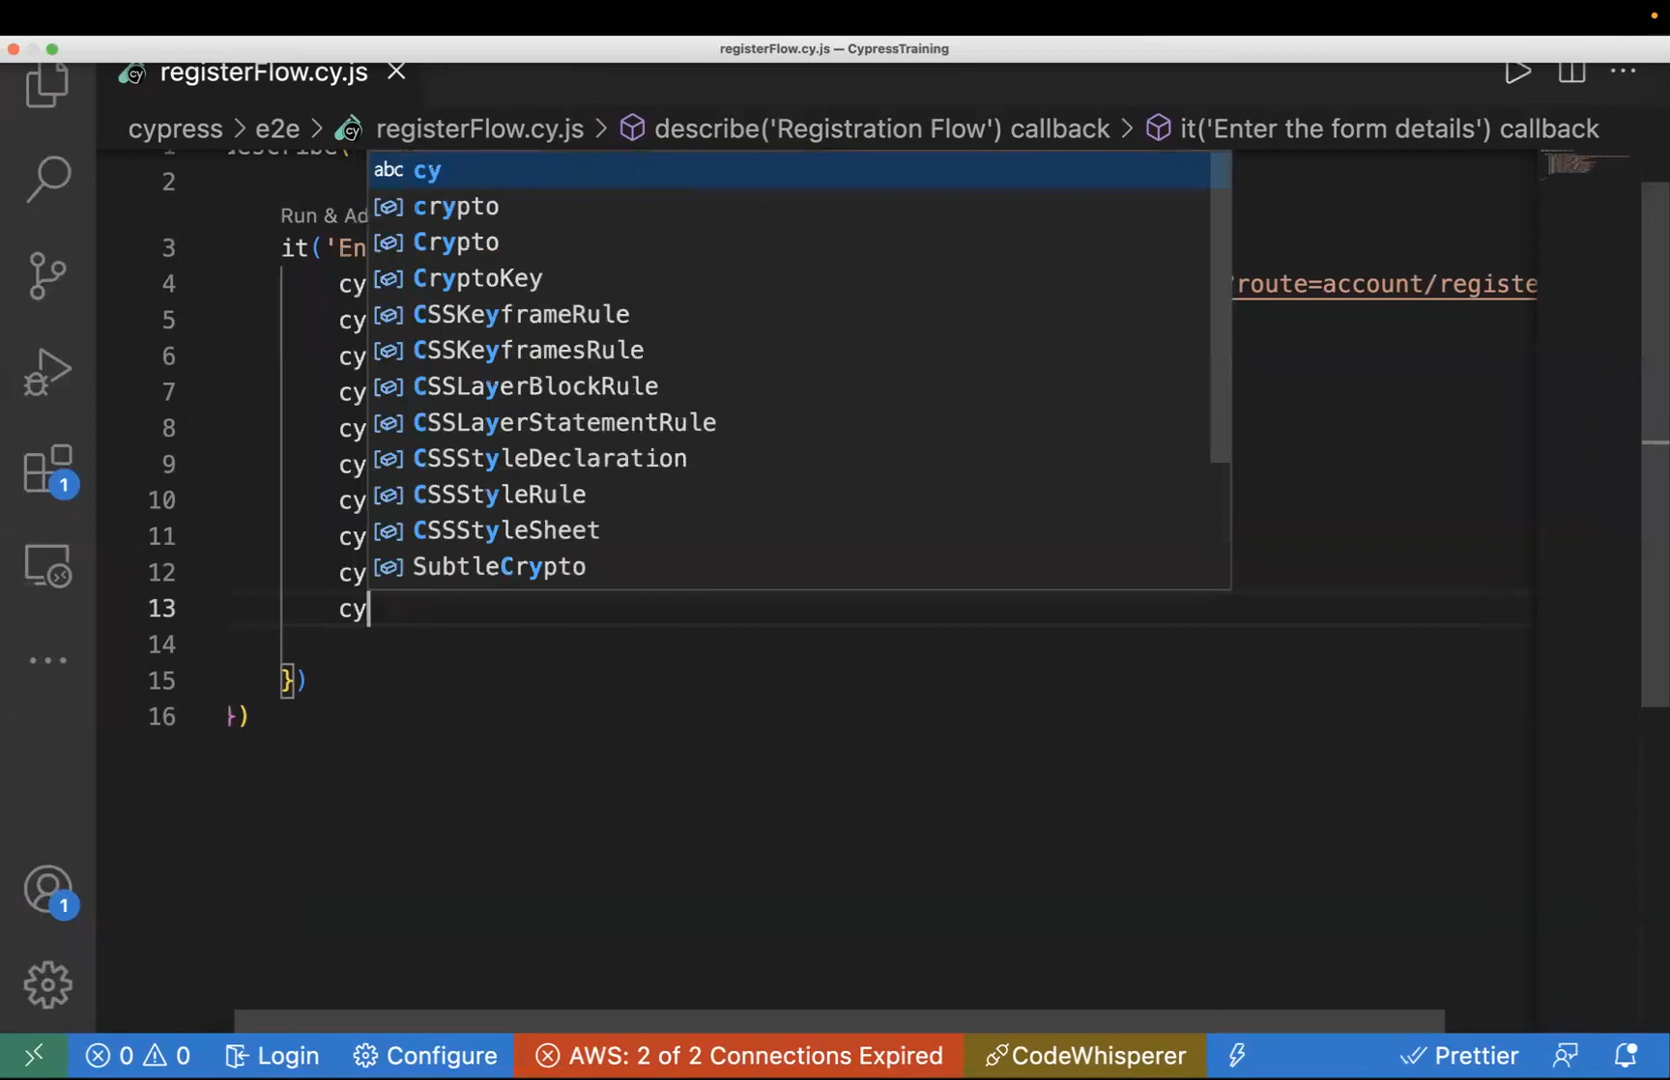 registerFlow.cy.js — CypressTraining
registerFlow.cy.js
cypress > e2e > registerFlow.cy.js > describe('Registration Flow') callback > it('Enter the form details') callback
1 describe(
2
Run & Ad
3 it('En
4 cy ?route=account/registe
5 cy
6 cy
7 cy
8 cy
9 cy
10 cy
11 cy
12 cy
13 cy
14
15 })
16 })
abc cy
crypto
Crypto
CryptoKey
CSSKeyframeRule
CSSKeyframesRule
CSSLayerBlockRule
CSSLayerStatementRule
CSSStyleDeclaration
CSSStyleRule
CSSStyleSheet
SubtleCrypto
1
1
0 0 Login Configure AWS: 2 of 2 Connections Expired CodeWhisperer Prettier